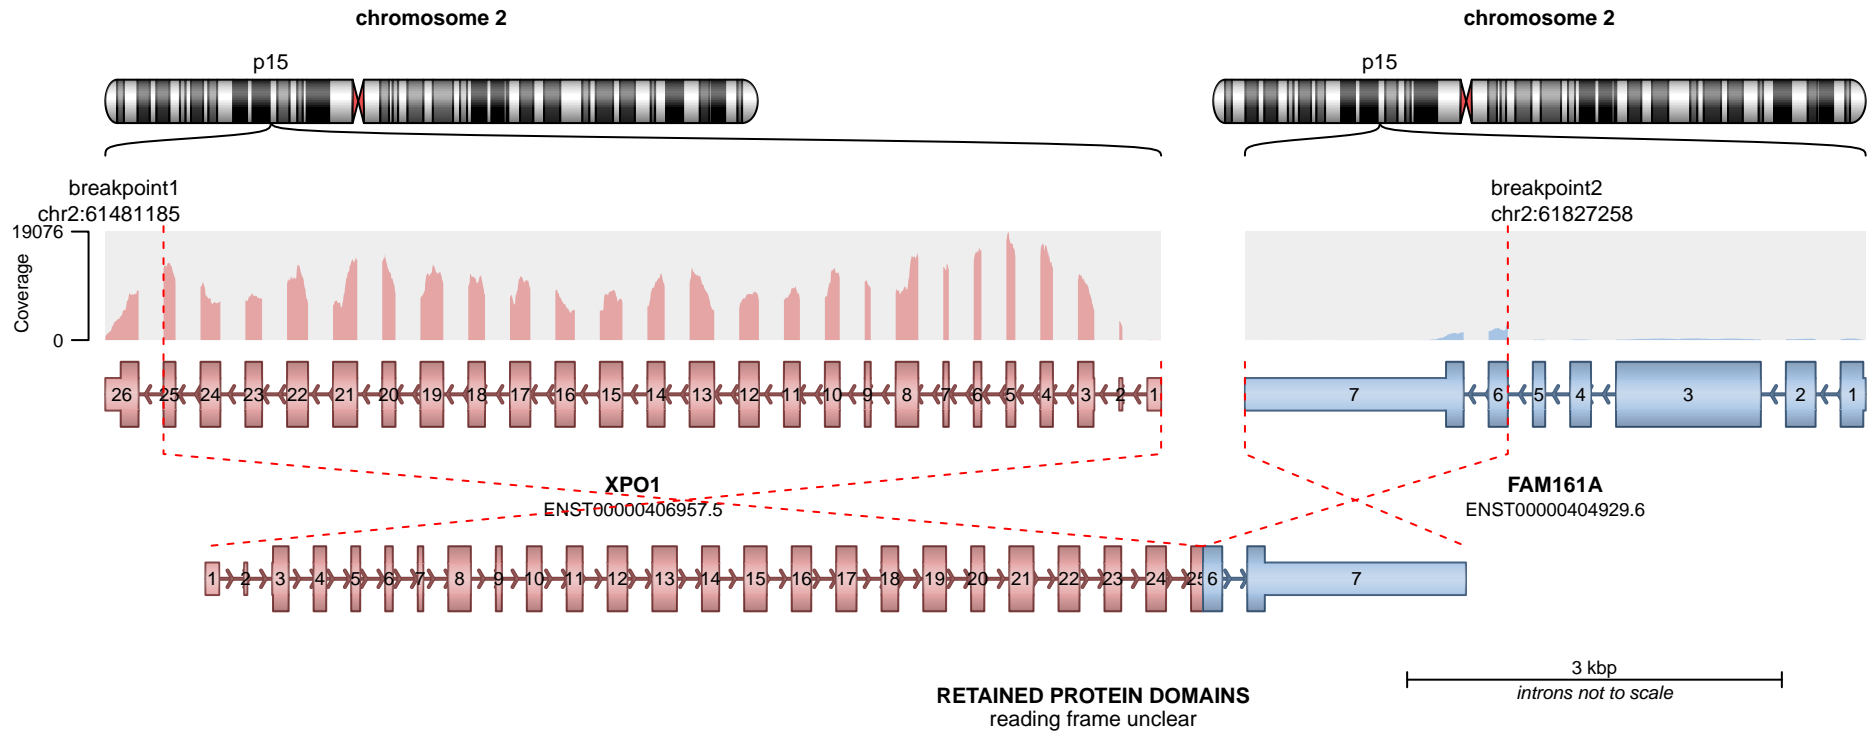 chromosome 2
chromosome 2
p15
p15
breakpoint1
chr2:61481185
breakpoint2
chr2:61827258
19076
Coverage
0
26 25 24 23 22 21 20 19 18 17 16 15 14 13 12 11 10 9 8 7 6 5 4 3 2 1
7 6 5 4 3 2 1
XPO1
ENST00000406957.5
FAM161A
ENST00000404929.6
1 2 3 4 5 6 7 8 9 10 11 12 13 14 15 16 17 18 19 20 21 22 23 24 25 6 7
3 kbp
introns not to scale
RETAINED PROTEIN DOMAINS
reading frame unclear